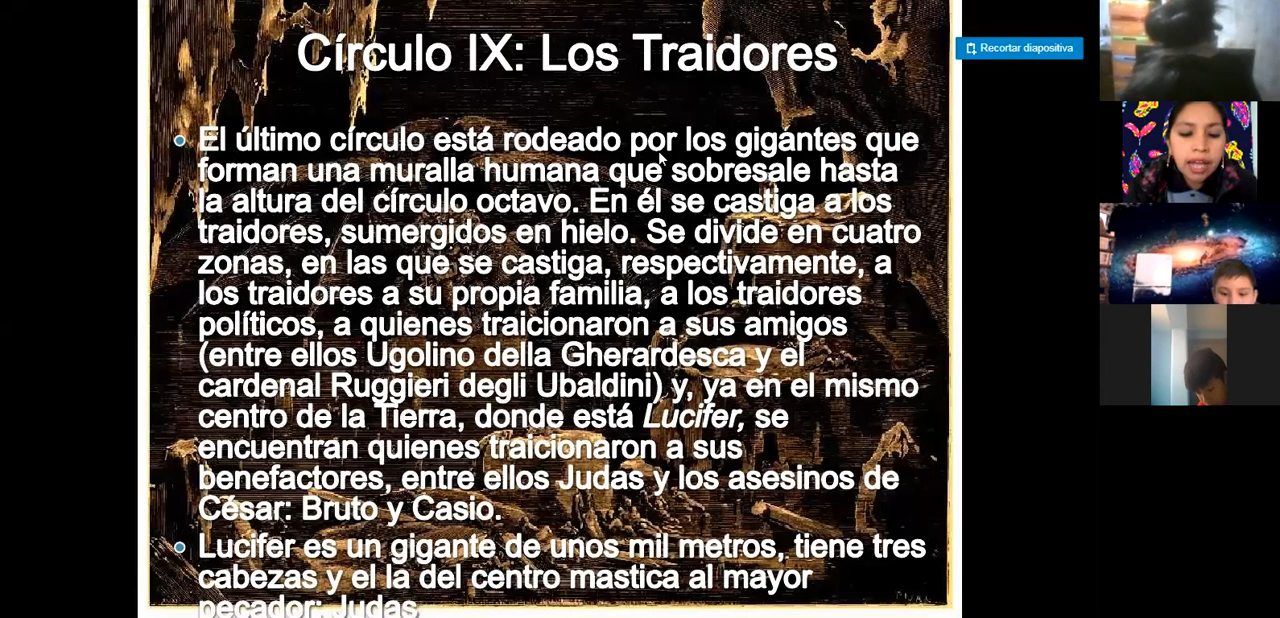 Círculo IX: Los Traidores
Recortar diapositiva
El último círculo está rodeado por los gigantes que
forman una muralla humana que sobresale hasta
la altura del círculo octavo. En él se castiga a los
traidores, sumergidos en hielo. Se divide en cuatro
zonas, en las que se castiga, respectivamente, a
los traidores a su propia familia, a los traidores
políticos, a quienes traicionaron a sus amigos
(entre ellos Ugolino della Gherardesca y el
cardenal Ruggieri degli Ubaldini) y, ya en el mismo
centro de la Tierra, donde está Lucifer, se
encuentran quienes traicionaron a sus
benefactores, entre ellos Judas y los asesinos de
César: Bruto y Casio.
Lucifer es un gigante de unos mil metros, tiene tres
cabezas y el la del centro mastica al mayor
pecador: Judas.